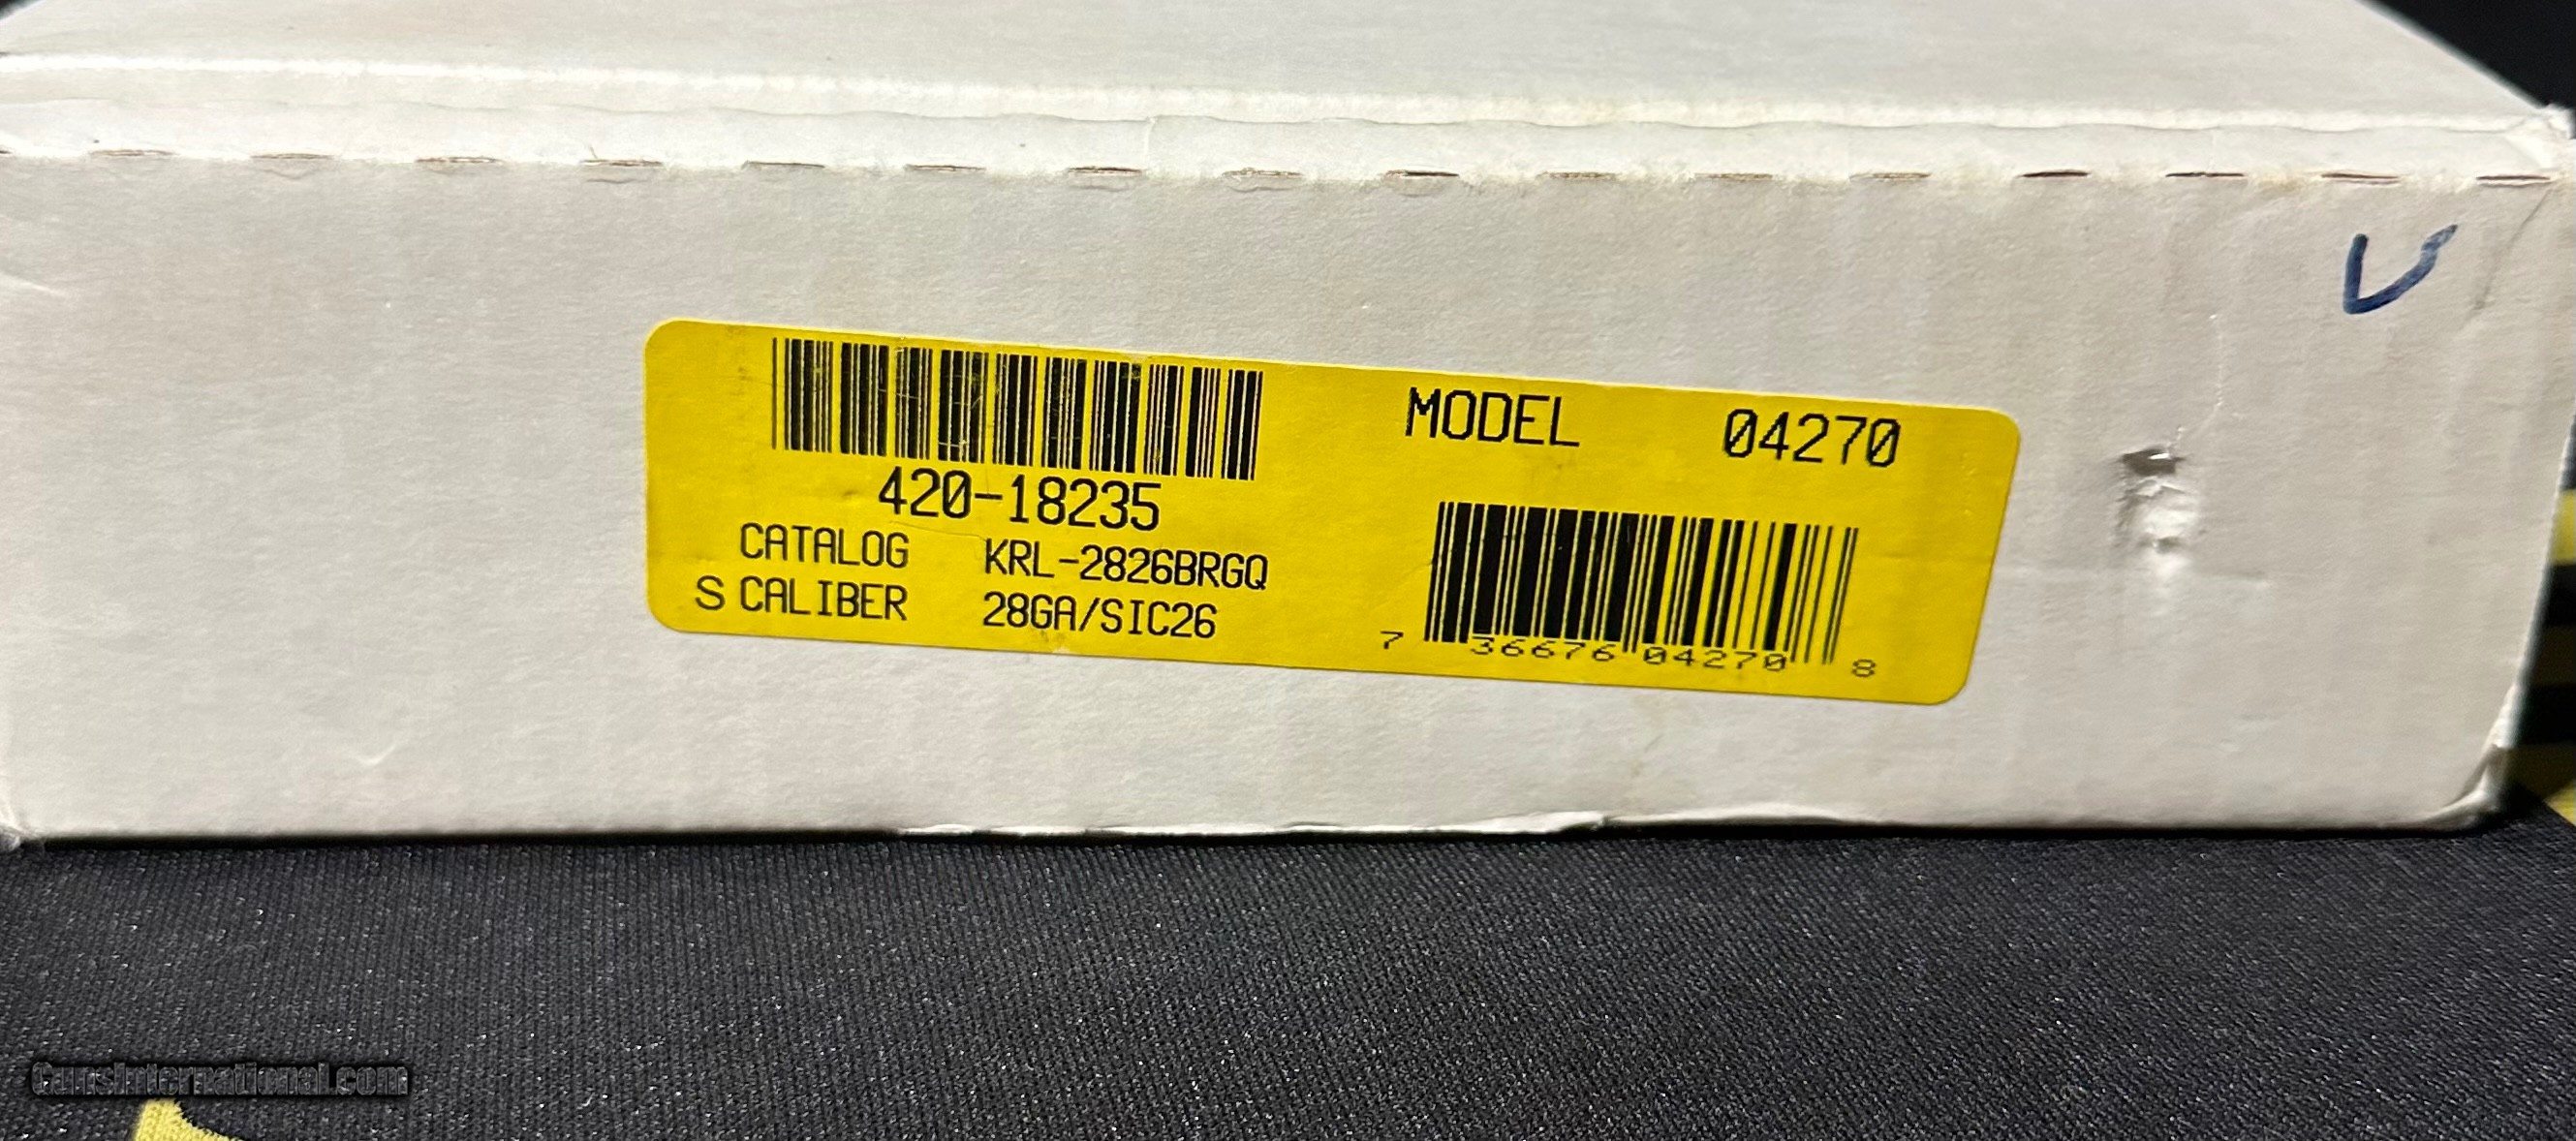 MODEL 04270
420-18235
CATALOG KRL-2826BRGQ
S CALIBER 28GA/SIC26
7 36676 04270 8
GunsInternational.com